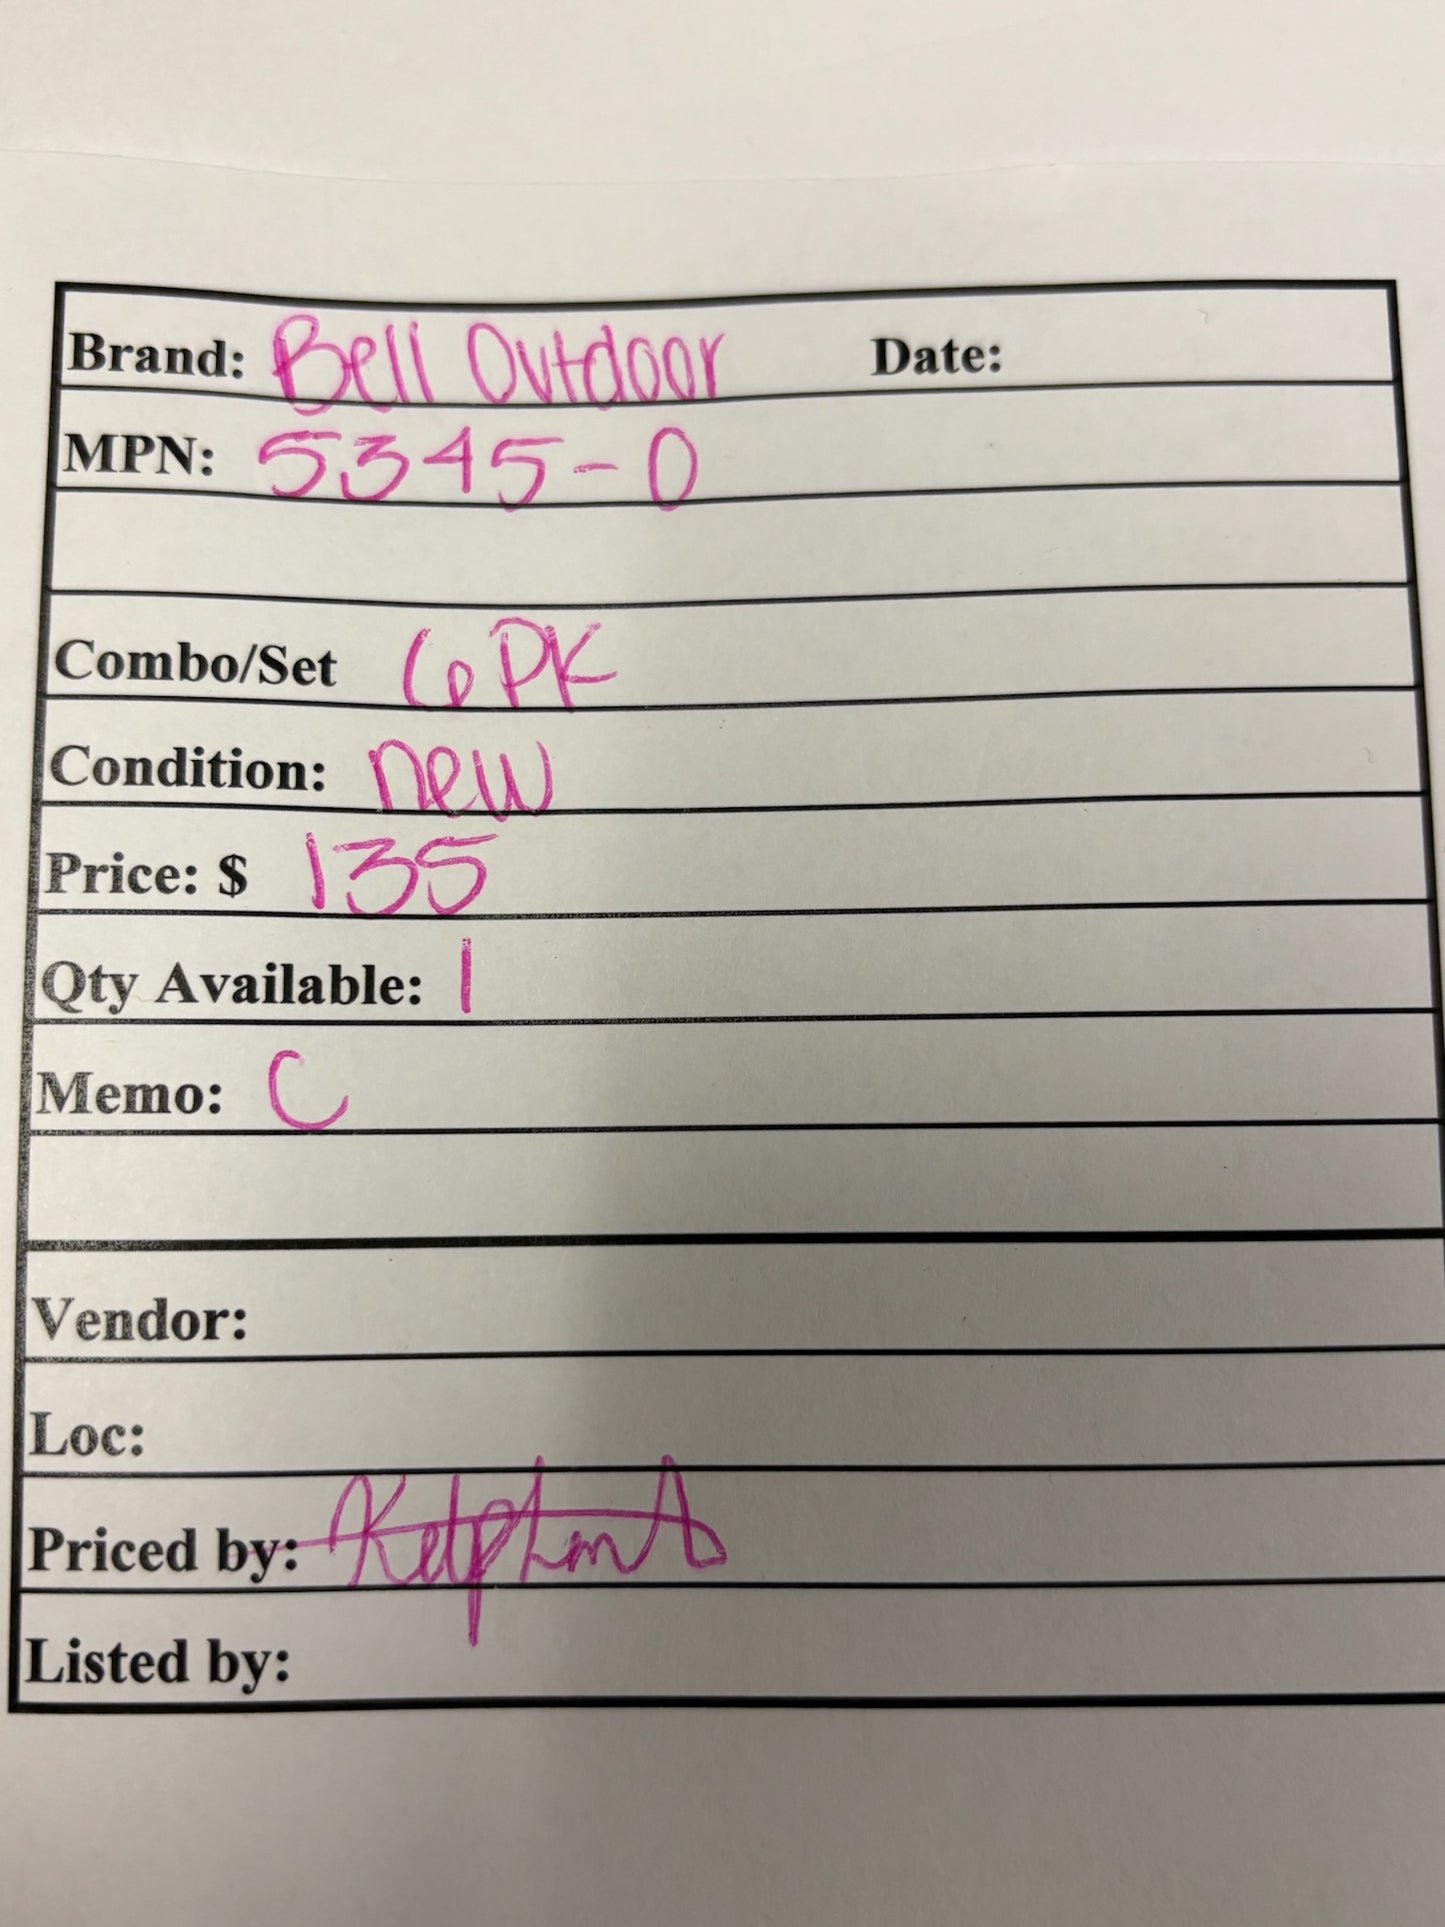 Brand: Bell Outdoor Date:
MPN: 5345-0
Combo/Set 6PK
Condition: new
Price: $ 135
Qty Available: 1
Memo: C
Vendor:
Loc:
Priced by:
Listed by: